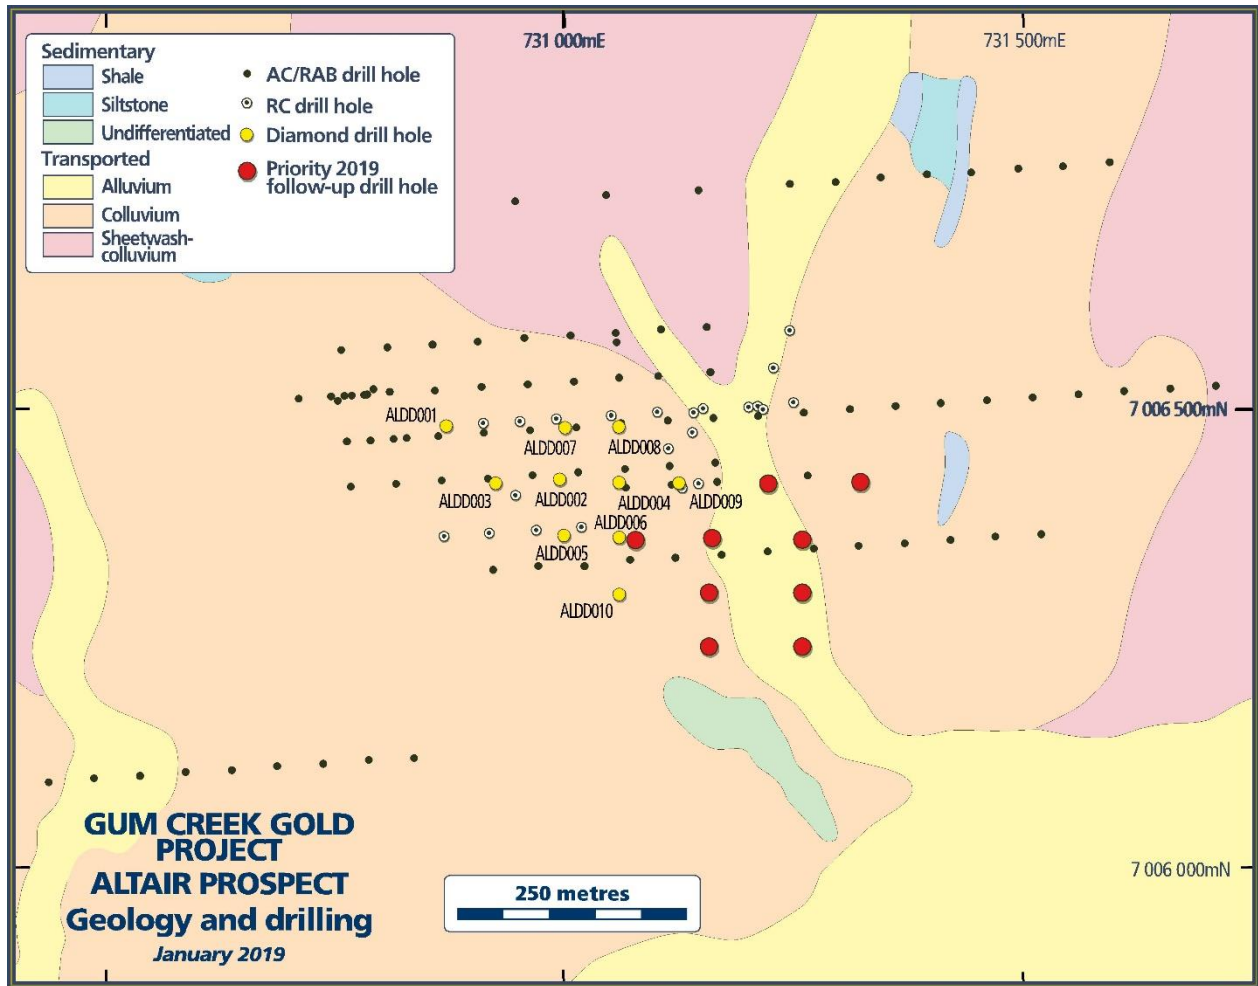 731 000mE
731 500mE
Sedimentary
Shale
Siltstone
Undifferentiated
Transported
Alluvium
Colluvium
Sheetwash-
colluvium
AC/RAB drill hole
RC drill hole
Diamond drill hole
Priority 2019
follow-up drill hole
7 006 500mN
ALDD001
ALDD007
ALDD008
ALDD003
ALDD002
ALDD004
ALDD009
ALDD006
ALDD005
ALDD010
7 006 000mN
GUM CREEK GOLD
PROJECT
ALTAIR PROSPECT
Geology and drilling
January 2019
250 metres